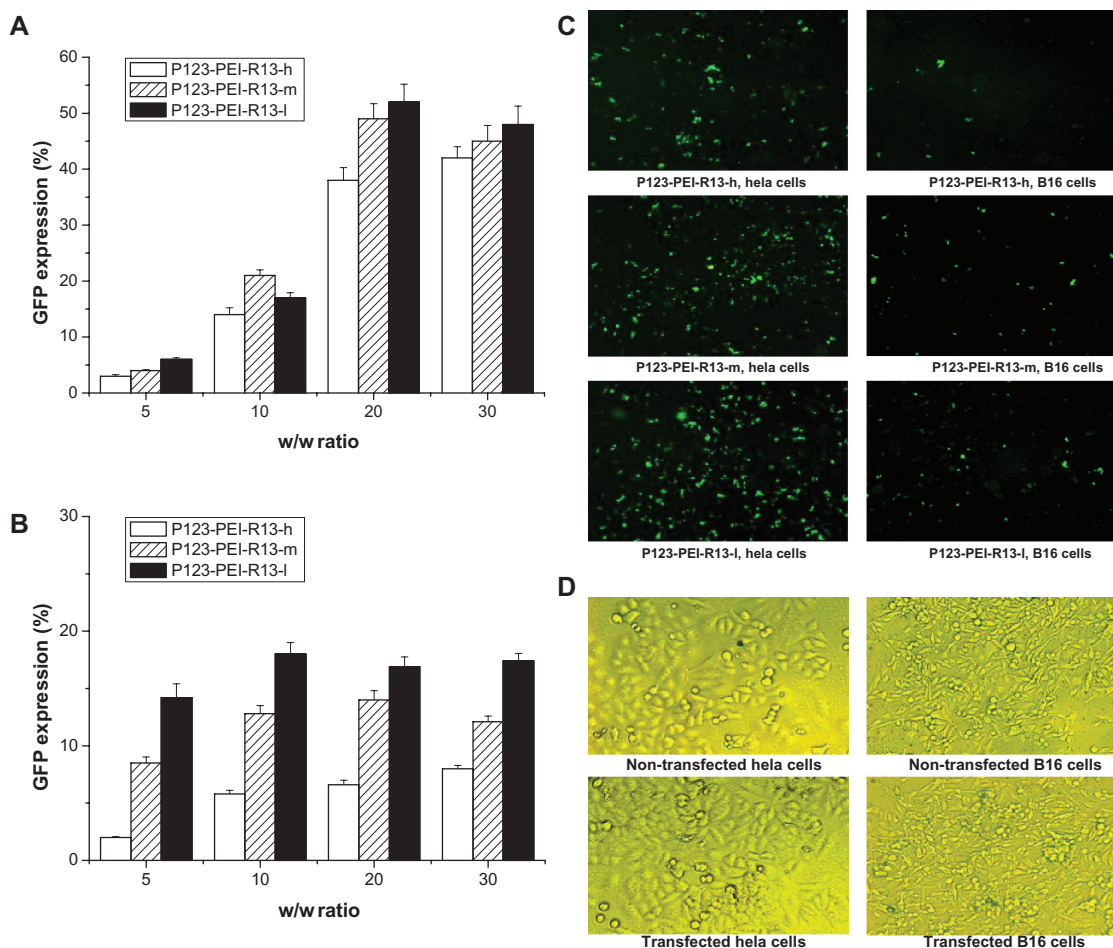 A
GFP expression (%)
60
50
40
30
20
10
0
P123-PEI-R13-h
P123-PEI-R13-m
P123-PEI-R13-l
5 10 20 30
w/w ratio
B
GFP expression (%)
30
20
10
0
P123-PEI-R13-h
P123-PEI-R13-m
P123-PEI-R13-l
5 10 20 30
w/w ratio
C
P123-PEI-R13-h, hela cells
P123-PEI-R13-h, B16 cells
P123-PEI-R13-m, hela cells
P123-PEI-R13-m, B16 cells
P123-PEI-R13-l, hela cells
P123-PEI-R13-l, B16 cells
D
Non-transfected hela cells
Non-transfected B16 cells
Transfected hela cells
Transfected B16 cells